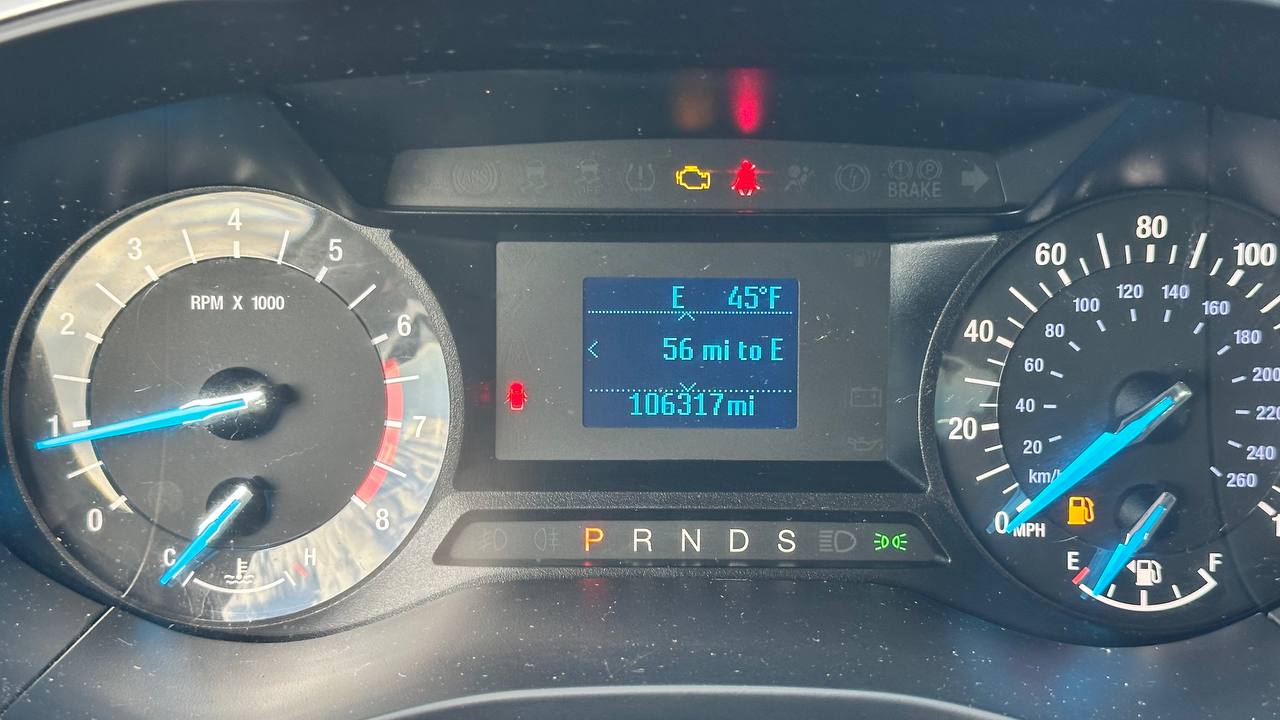 ABS
OFF
BRAKE
0 1 2 3 4 5 6 7 8
RPM X 1000
C H
E 45°F
< 56 mi to E
106317mi
P R N D S
0 20 40 60 80 100
20 40 60 80 100 120 140 160 180 200 220 240 260
km/h
MPH
E F